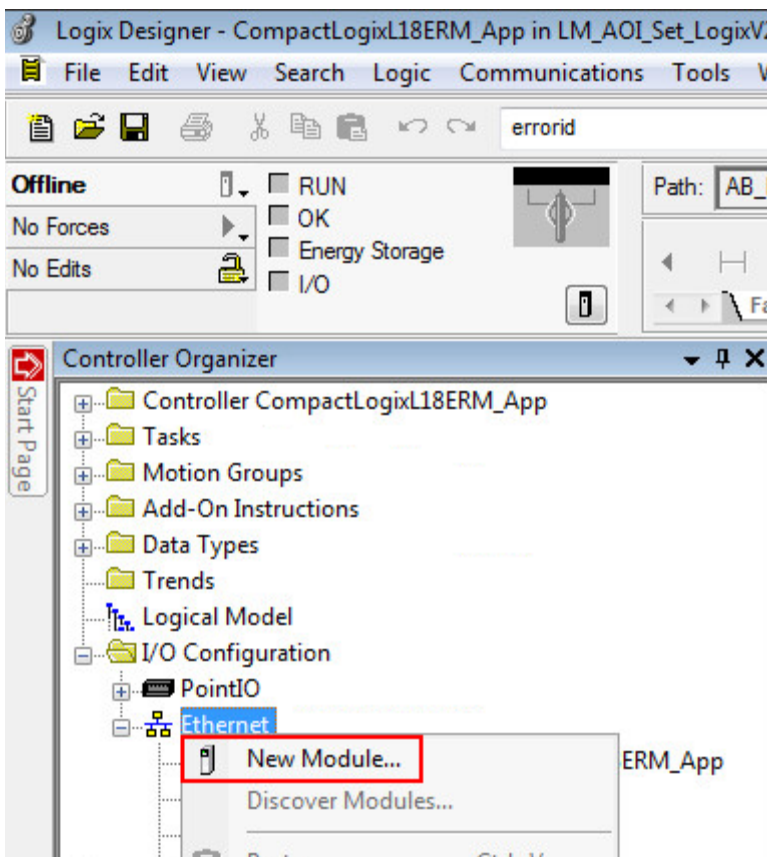 Logix Designer - CompactLogixL18ERM_App in LM_AOI_Set_LogixV
File Edit View Search Logic Communications Tools
errorid
Offline
RUN
Path: AB_
No Forces
OK
No Edits
Energy Storage
I/O
Fa
Controller Organizer
Start Page
Controller CompactLogixL18ERM_App
Tasks
Motion Groups
Add-On Instructions
Data Types
Trends
Logical Model
I/O Configuration
PointIO
Ethernet
New Module...
ERM_App
Discover Modules...